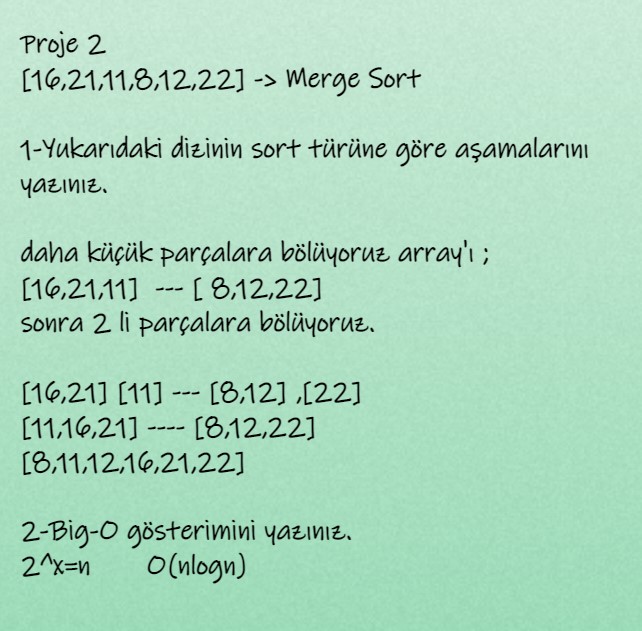 Proje 2
[16,21,11,8,12,22] -> Merge Sort
1-Yukarıdaki dizinin sort türüne göre aşamalarını
yazınız.
daha küçük parçalara bölüyoruz array'ı ;
[16,21,11] --- [ 8,12,22]
sonra 2 li parçalara bölüyoruz.
[16,21] [11] --- [8,12] ,[22]
[11,16,21] ---- [8,12,22]
[8,11,12,16,21,22]
2-Big-O gösterimini yazınız.
2^x=n O(nlogn)